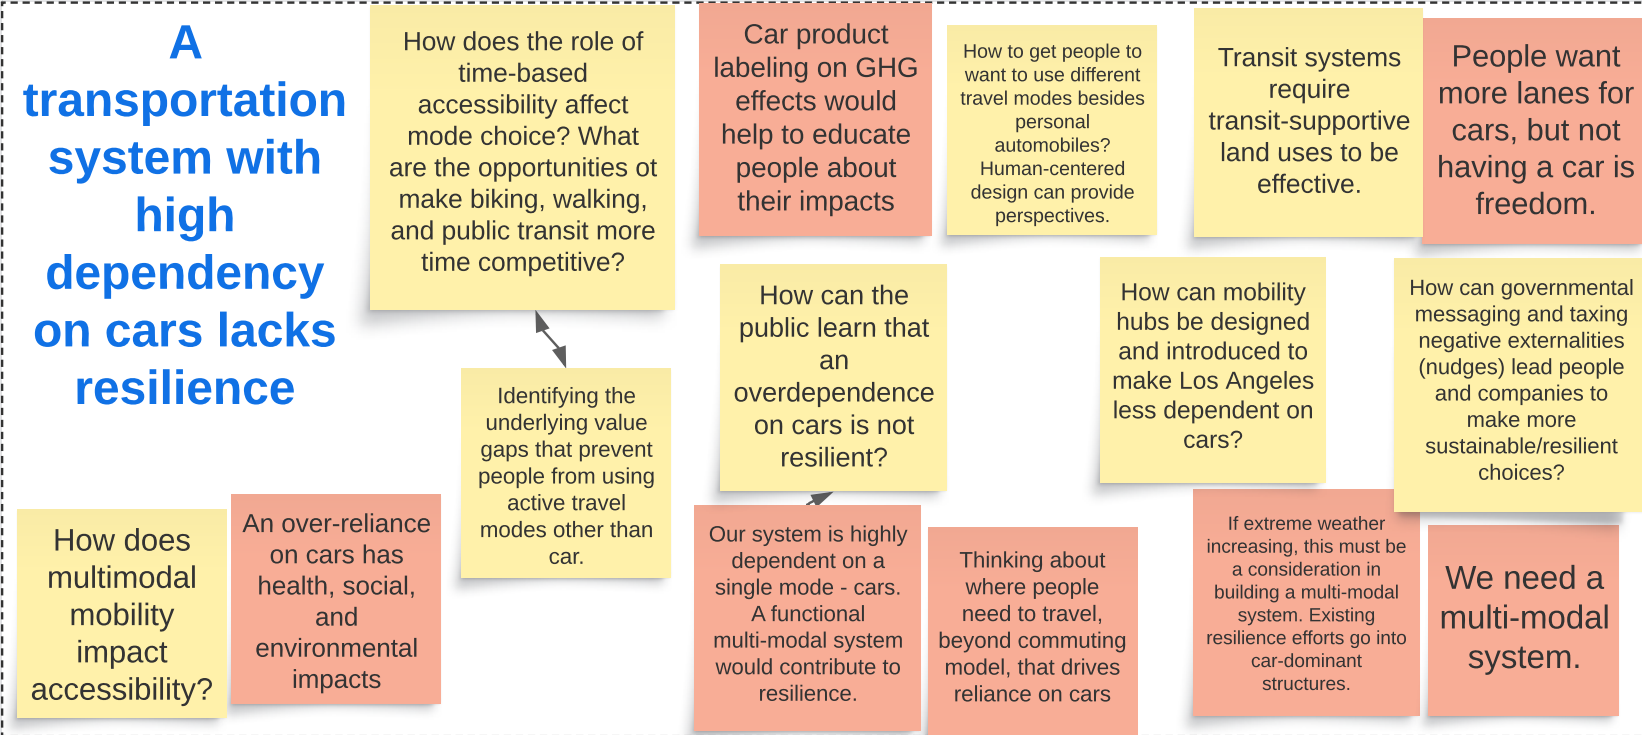 A
transportation
system with
high
dependency
on cars lacks
resilience
How does the role of
time-based
accessibility affect
mode choice? What
are the opportunities ot
make biking, walking,
and public transit more
time competitive?
Car product
labeling on GHG
effects would
help to educate
people about
their impacts
How to get people to
want to use different
travel modes besides
personal
automobiles?
Human-centered
design can provide
perspectives.
Transit systems
require
transit-supportive
land uses to be
effective.
People want
more lanes for
cars, but not
having a car is
freedom.
Identifying the
underlying value
gaps that prevent
people from using
active travel
modes other than
car.
How can the
public learn that
an
overdependence
on cars is not
resilient?
How can mobility
hubs be designed
and introduced to
make Los Angeles
less dependent on
cars?
How can governmental
messaging and taxing
negative externalities
(nudges) lead people
and companies to
make more
sustainable/resilient
choices?
How does
multimodal
mobility
impact
accessibility?
An over-reliance
on cars has
health, social,
and
environmental
impacts
Our system is highly
dependent on a
single mode - cars.
A functional
multi-modal system
would contribute to
resilience.
Thinking about
where people
need to travel,
beyond commuting
model, that drives
reliance on cars
If extreme weather
increasing, this must be
a consideration in
building a multi-modal
system. Existing
resilience efforts go into
car-dominant
structures.
We need a
multi-modal
system.